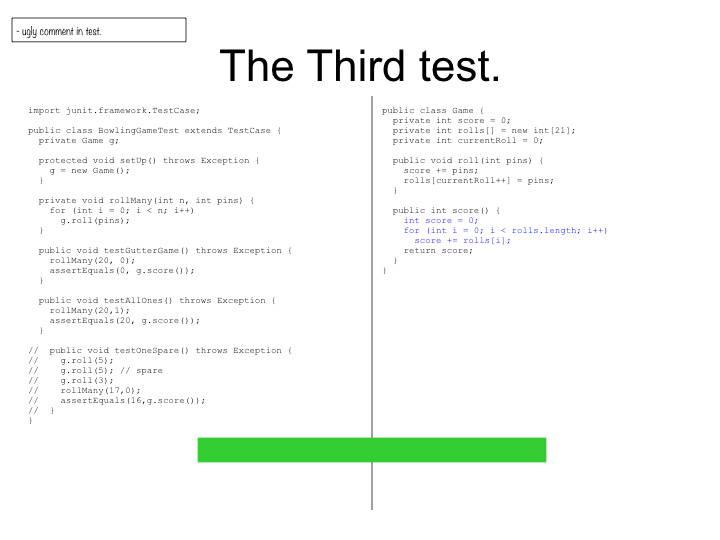 - ugly comment in test.
The Third test.
import junit.framework.TestCase;

public class BowlingGameTest extends TestCase {
  private Game g;

  protected void setUp() throws Exception {
    g = new Game();
  }

  private void rollMany(int n, int pins) {
    for (int i = 0; i < n; i++)
      g.roll(pins);
  }

  public void testGutterGame() throws Exception {
    rollMany(20, 0);
    assertEquals(0, g.score());
  }

  public void testAllOnes() throws Exception {
    rollMany(20,1);
    assertEquals(20, g.score());
  }

//  public void testOneSpare() throws Exception {
//    g.roll(5);
//    g.roll(5); // spare
//    g.roll(3);
//    rollMany(17,0);
//    assertEquals(16,g.score());
//  }
}
public class Game {
  private int score = 0;
  private int rolls[] = new int[21];
  private int currentRoll = 0;

  public void roll(int pins) {
    score += pins;
    rolls[currentRoll++] = pins;
  }

  public int score() {
    int score = 0;
    for (int i = 0; i < rolls.length; i++)
      score += rolls[i];
    return score;
  }
}